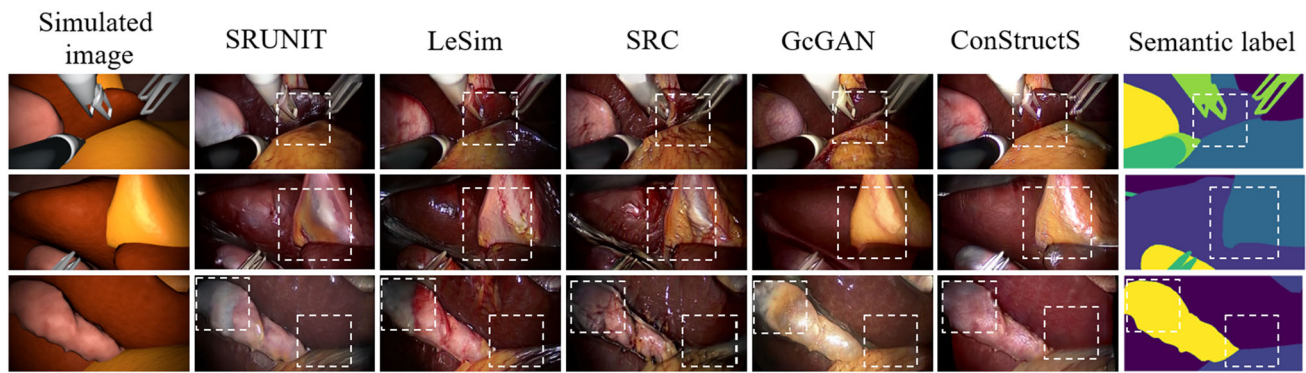 Simulated
image
SRUNIT
LeSim
SRC
GcGAN
ConStructS
Semantic label